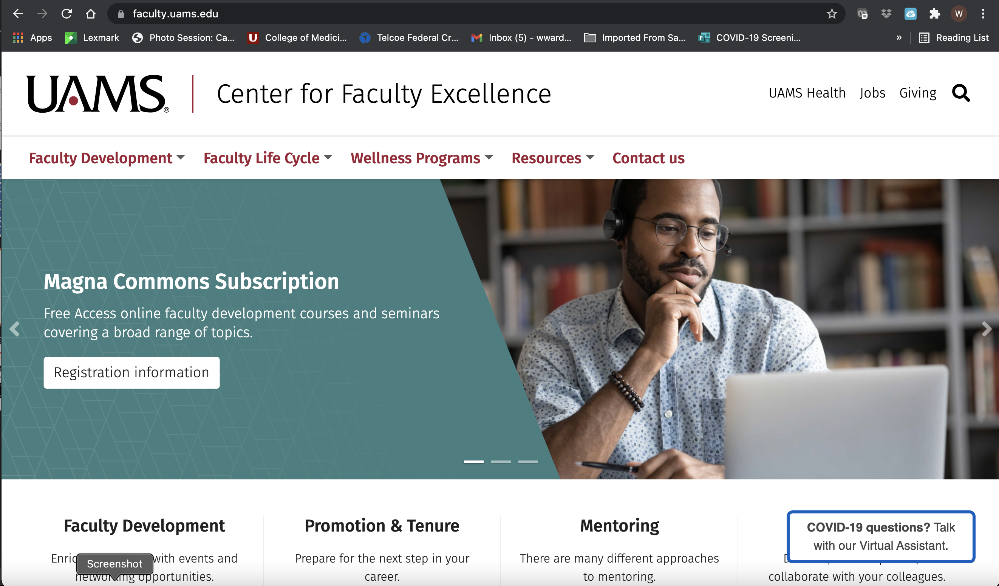 faculty.uams.edu
W
Apps
Lexmark
Photo Session: Ca...
College of Medici...
Telcoe Federal Cr...
Inbox (5) - wward...
Imported From Sa...
COVID-19 Screeni...
»
Reading List
UAMS®
Center for Faculty Excellence
UAMS Health
Jobs
Giving
Faculty Development
Faculty Life Cycle
Wellness Programs
Resources
Contact us
Magna Commons Subscription
Free Access online faculty development courses and seminars
covering a broad range of topics.
Registration information
Faculty Development
with events and
networking opportunities.
Screenshot
Promotion & Tenure
Prepare for the next step in your
career.
Mentoring
There are many different approaches
to mentoring.
COVID-19 questions? Talk
with our Virtual Assistant.
collaborate with your colleagues.